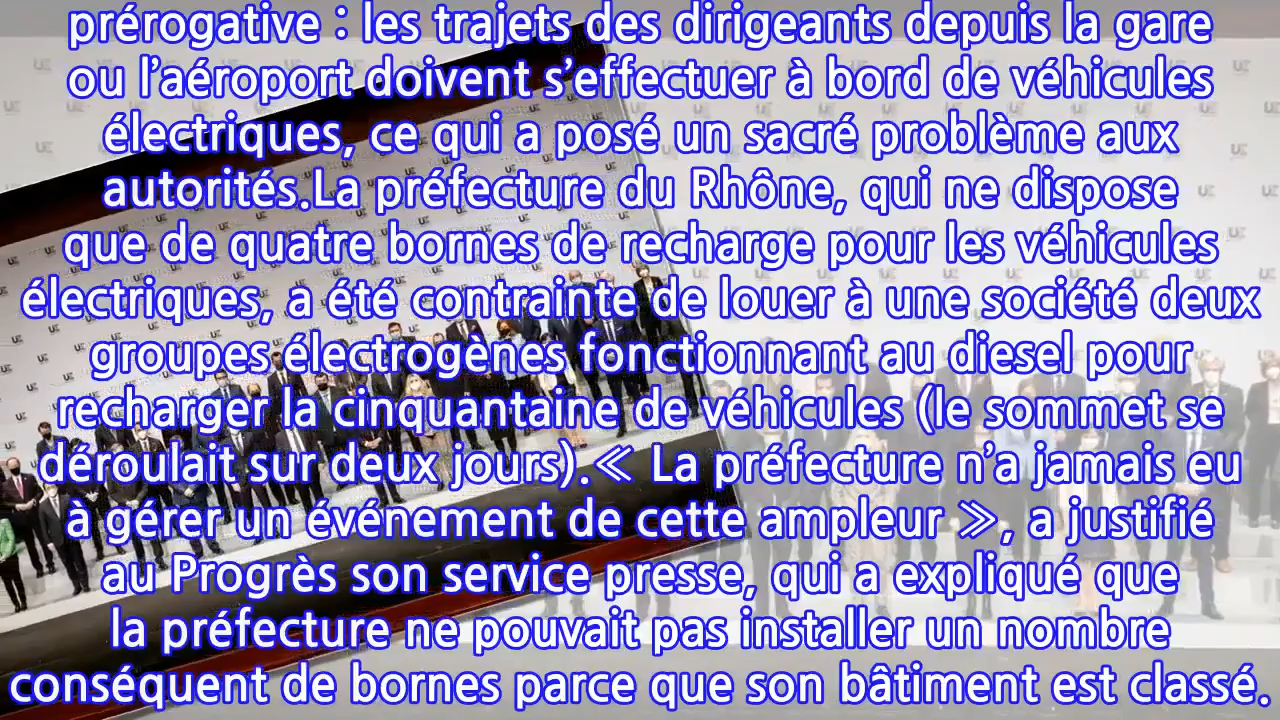 prérogative : les trajets des dirigeants depuis la gare
ou l’aéroport doivent s’effectuer à bord de véhicules
électriques, ce qui a posé un sacré problème aux
autorités.La préfecture du Rhône, qui ne dispose
que de quatre bornes de recharge pour les véhicules
électriques, a été contrainte de louer à une société deux
groupes électrogènes fonctionnant au diesel pour
recharger la cinquantaine de véhicules (le sommet se
déroulait sur deux jours).« La préfecture n’a jamais eu
à gérer un événement de cette ampleur », a justifié
au Progrès son service presse, qui a expliqué que
la préfecture ne pouvait pas installer un nombre
conséquent de bornes parce que son bâtiment est classé.